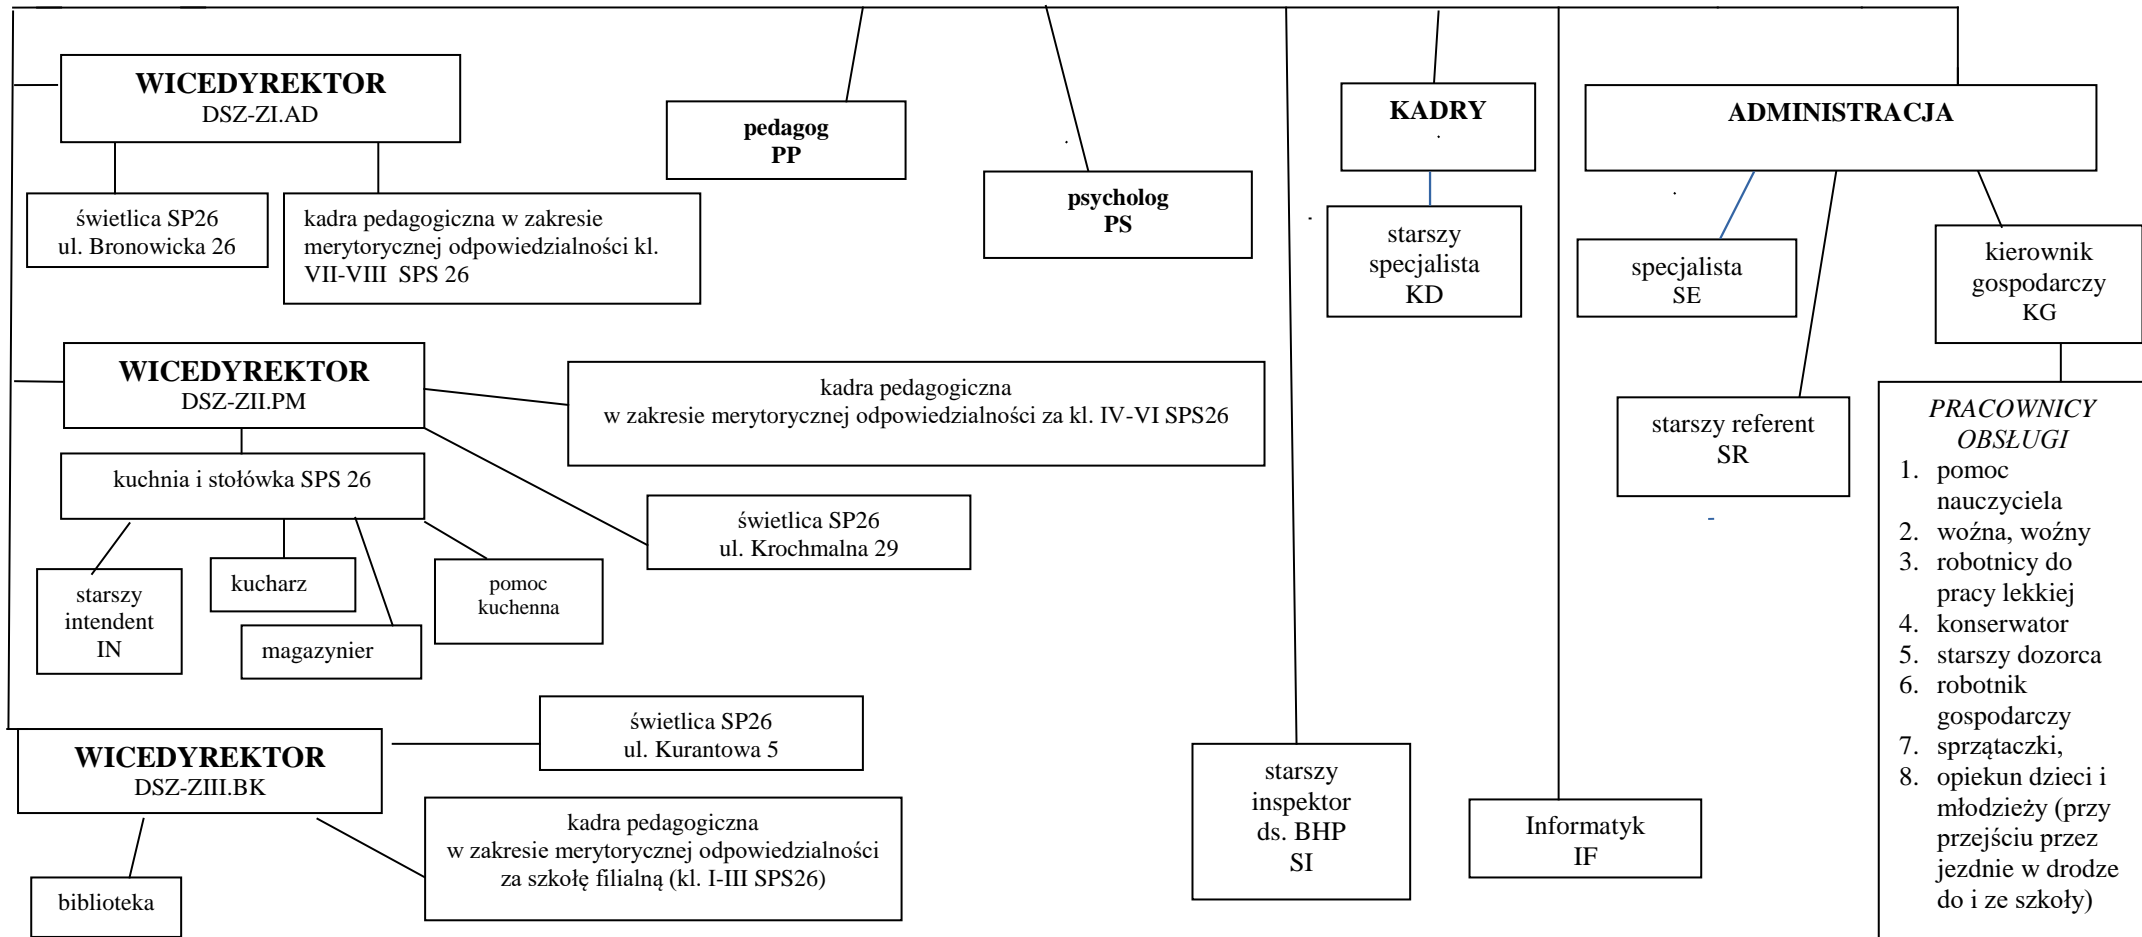 WICEDYREKTOR
DSZ-ZI.AD
świetlica SP26
ul. Bronowicka 26
kadra pedagogiczna w zakresie
merytorycznej odpowiedzialności kl.
VII-VIII SPS 26
pedagog
PP
psycholog
PS
KADRY
starszy
specjalista
KD
ADMINISTRACJA
specjalista
SE
kierownik
gospodarczy
KG
starszy referent
SR
WICEDYREKTOR
DSZ-ZII.PM
kadra pedagogiczna
w zakresie merytorycznej odpowiedzialności za kl. IV-VI SPS26
kuchnia i stołówka SPS 26
świetlica SP26
ul. Krochmalna 29
starszy
intendent
IN
kucharz
magazynier
pomoc
kuchenna
PRACOWNICY
OBSŁUGI
1. pomoc
nauczyciela
2. woźna, woźny
3. robotnicy do
pracy lekkiej
4. konserwator
5. starszy dozorca
6. robotnik
gospodarczy
7. sprzątaczki,
8. opiekun dzieci i
młodzieży (przy
przejściu przez
jezdnie w drodze
do i ze szkoły)
WICEDYREKTOR
DSZ-ZIII.BK
świetlica SP26
ul. Kurantowa 5
kadra pedagogiczna
w zakresie merytorycznej odpowiedzialności
za szkołę filialną (kl. I-III SPS26)
biblioteka
starszy
inspektor
ds. BHP
SI
Informatyk
IF